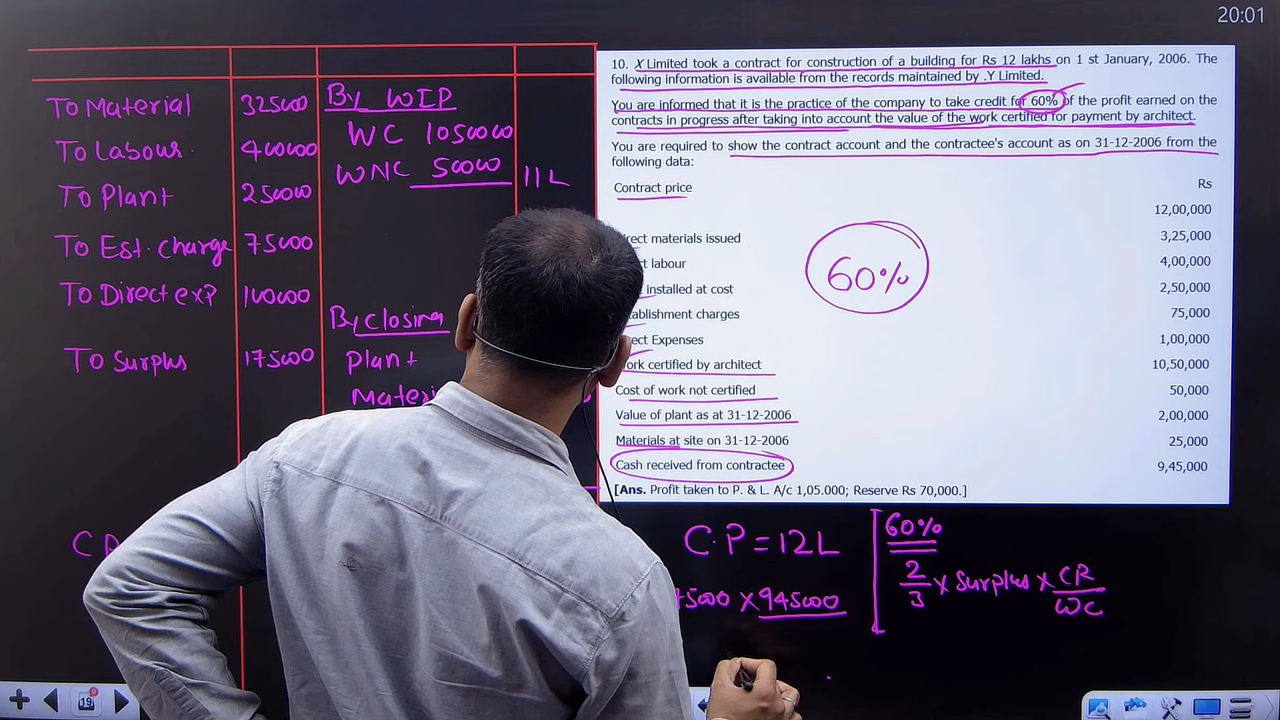 20:01
To Material 325000
To Labour 400000
To Plant 250000
To Est. Charge 75000
To Direct exp 100000
To Surplus 175000
By WIP
WC 1050000
WNC 50000 11L
By Closing
Plant
10. X Limited took a contract for construction of a building for Rs 12 lakhs on 1 st January, 2006. The
following information is available from the records maintained by .Y Limited.
You are informed that it is the practice of the company to take credit for 60% of the profit earned on the
contracts in progress after taking into account the value of the work certified for payment by architect.
You are required to show the contract account and the contractee's account as on 31-12-2006 from the
following data:
Contract price Rs
12,00,000
materials issued 3,25,000
labour 4,00,000
installed at cost 2,50,000
charges 75,000
Expenses 1,00,000
certified by architect 10,50,000
Cost of work not certified 50,000
Value of plant as at 31-12-2006 2,00,000
Materials at site on 31-12-2006 25,000
Cash received from contractee 9,45,000
[Ans. Profit taken to P. & L. A/c 1,05.000; Reserve Rs 70,000.]
60%
C.P = 12L
5000 × 945000
60%
2/3 × Surplus × CR/WC
19